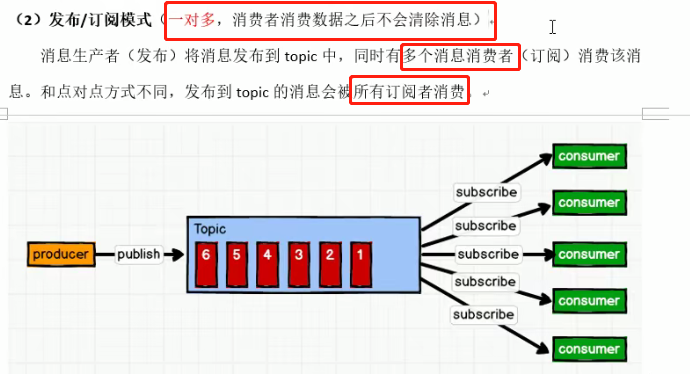 （2）发布/订阅模式（一对多，消费者消费数据之后不会清除消息）
消息生产者（发布）将消息发布到 topic 中，同时有多个消息消费者（订阅）消费该消
息。和点对点方式不同，发布到 topic 的消息会被所有订阅者消费。
consumer
subscribe
consumer
Topic
subscribe
producer
publish
6 5 4 3 2 1
subscribe
consumer
subscribe
consumer
subscribe
consumer